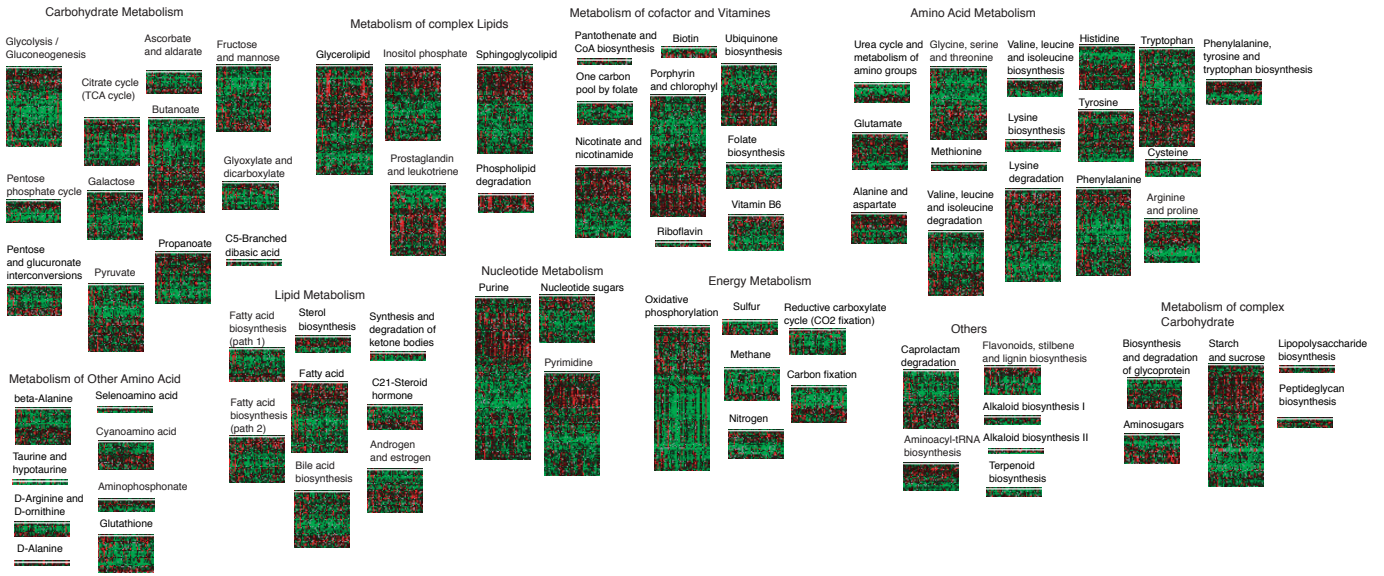 Carbohydrate Metabolism
Glycolysis /
Gluconeogenesis
Ascorbate
and aldarate
Fructose
and mannose
Citrate cycle
(TCA cycle)
Butanoate
Glyoxylate and
dicarboxylate
Pentose
phosphate cycle
Galactose
Pentose
and glucuronate
interconversions
Pyruvate
Propanoate
C5-Branched
dibasic acid
Metabolism of complex Lipids
Glycerolipid
Inositol phosphate
Sphingoglycolipid
Prostaglandin
and leukotriene
Phospholipid
degradation
Metabolism of cofactor and Vitamines
Pantothenate and
CoA biosynthesis
Biotin
Ubiquinone
biosynthesis
One carbon
pool by folate
Porphyrin
and chlorophyl
Nicotinate and
nicotinamide
Folate
biosynthesis
Vitamin B6
Riboflavin
Amino Acid Metabolism
Urea cycle and
metabolism of
amino groups
Glycine, serine
and threonine
Valine, leucine
and isoleucine
biosynthesis
Histidine
Tryptophan
Phenylalanine,
tyrosine and
tryptophan biosynthesis
Glutamate
Methionine
Lysine
biosynthesis
Tyrosine
Cysteine
Alanine and
aspartate
Valine, leucine
and isoleucine
degradation
Lysine
degradation
Phenylalanine
Arginine
and proline
Lipid Metabolism
Fatty acid
biosynthesis
(path 1)
Sterol
biosynthesis
Synthesis and
degradation of
ketone bodies
Fatty acid
C21-Steroid
hormone
Fatty acid
biosynthesis
(path 2)
Bile acid
biosynthesis
Androgen
and estrogen
Nucleotide Metabolism
Purine
Nucleotide sugars
Pyrimidine
Energy Metabolism
Oxidative
phosphorylation
Sulfur
Reductive carboxylate
cycle (CO2 fixation)
Methane
Carbon fixation
Nitrogen
Others
Caprolactam
degradation
Flavonoids, stilbene
and lignin biosynthesis
Alkaloid biosynthesis I
Aminoacyl-tRNA
biosynthesis
Alkaloid biosynthesis II
Terpenoid
biosynthesis
Metabolism of complex
Carbohydrate
Biosynthesis
and degradation
of glycoprotein
Starch
and sucrose
Lipopolysaccharide
biosynthesis
Peptideglycan
biosynthesis
Aminosugars
Metabolism of Other Amino Acid
beta-Alanine
Selenoamino acid
Cyanoamino acid
Taurine and
hypotaurine
Aminophosphonate
D-Arginine and
D-ornithine
Glutathione
D-Alanine